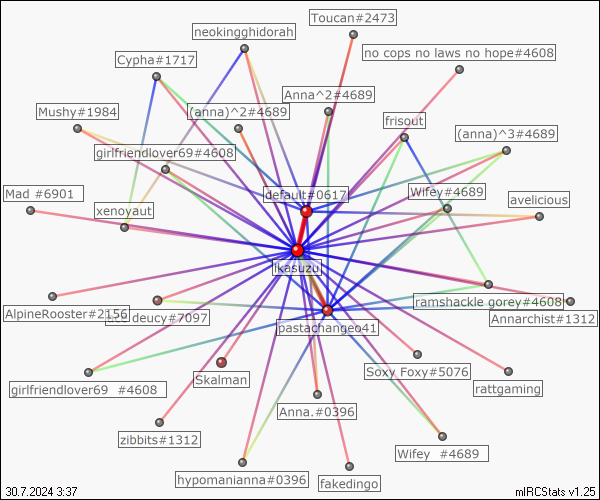 Toucan#2473
neokingghidorah
no cops no laws no hope#4608
Cypha#1717
Anna^2#4689
Mushy#1984
(anna)^2#4689
frisout
(anna)^3#4689
girlfriendlover69#4608
default#0617
Wifey#4689
Mad #6901
xenoyaut
avelicious
ikasuzu
ramshackle gorey#4608
AlpineRooster#2156
deucy#7097
Annarchist#1312
pastachangeo41
girlfriendlover69 #4608
Skalman
Soxy Foxy#5076
rattgaming
Anna.#0396
zibbits#1312
Wifey #4689
hypomanianna#0396
fakedingo
30.7.2024 3:37
mIRCStats v1.25